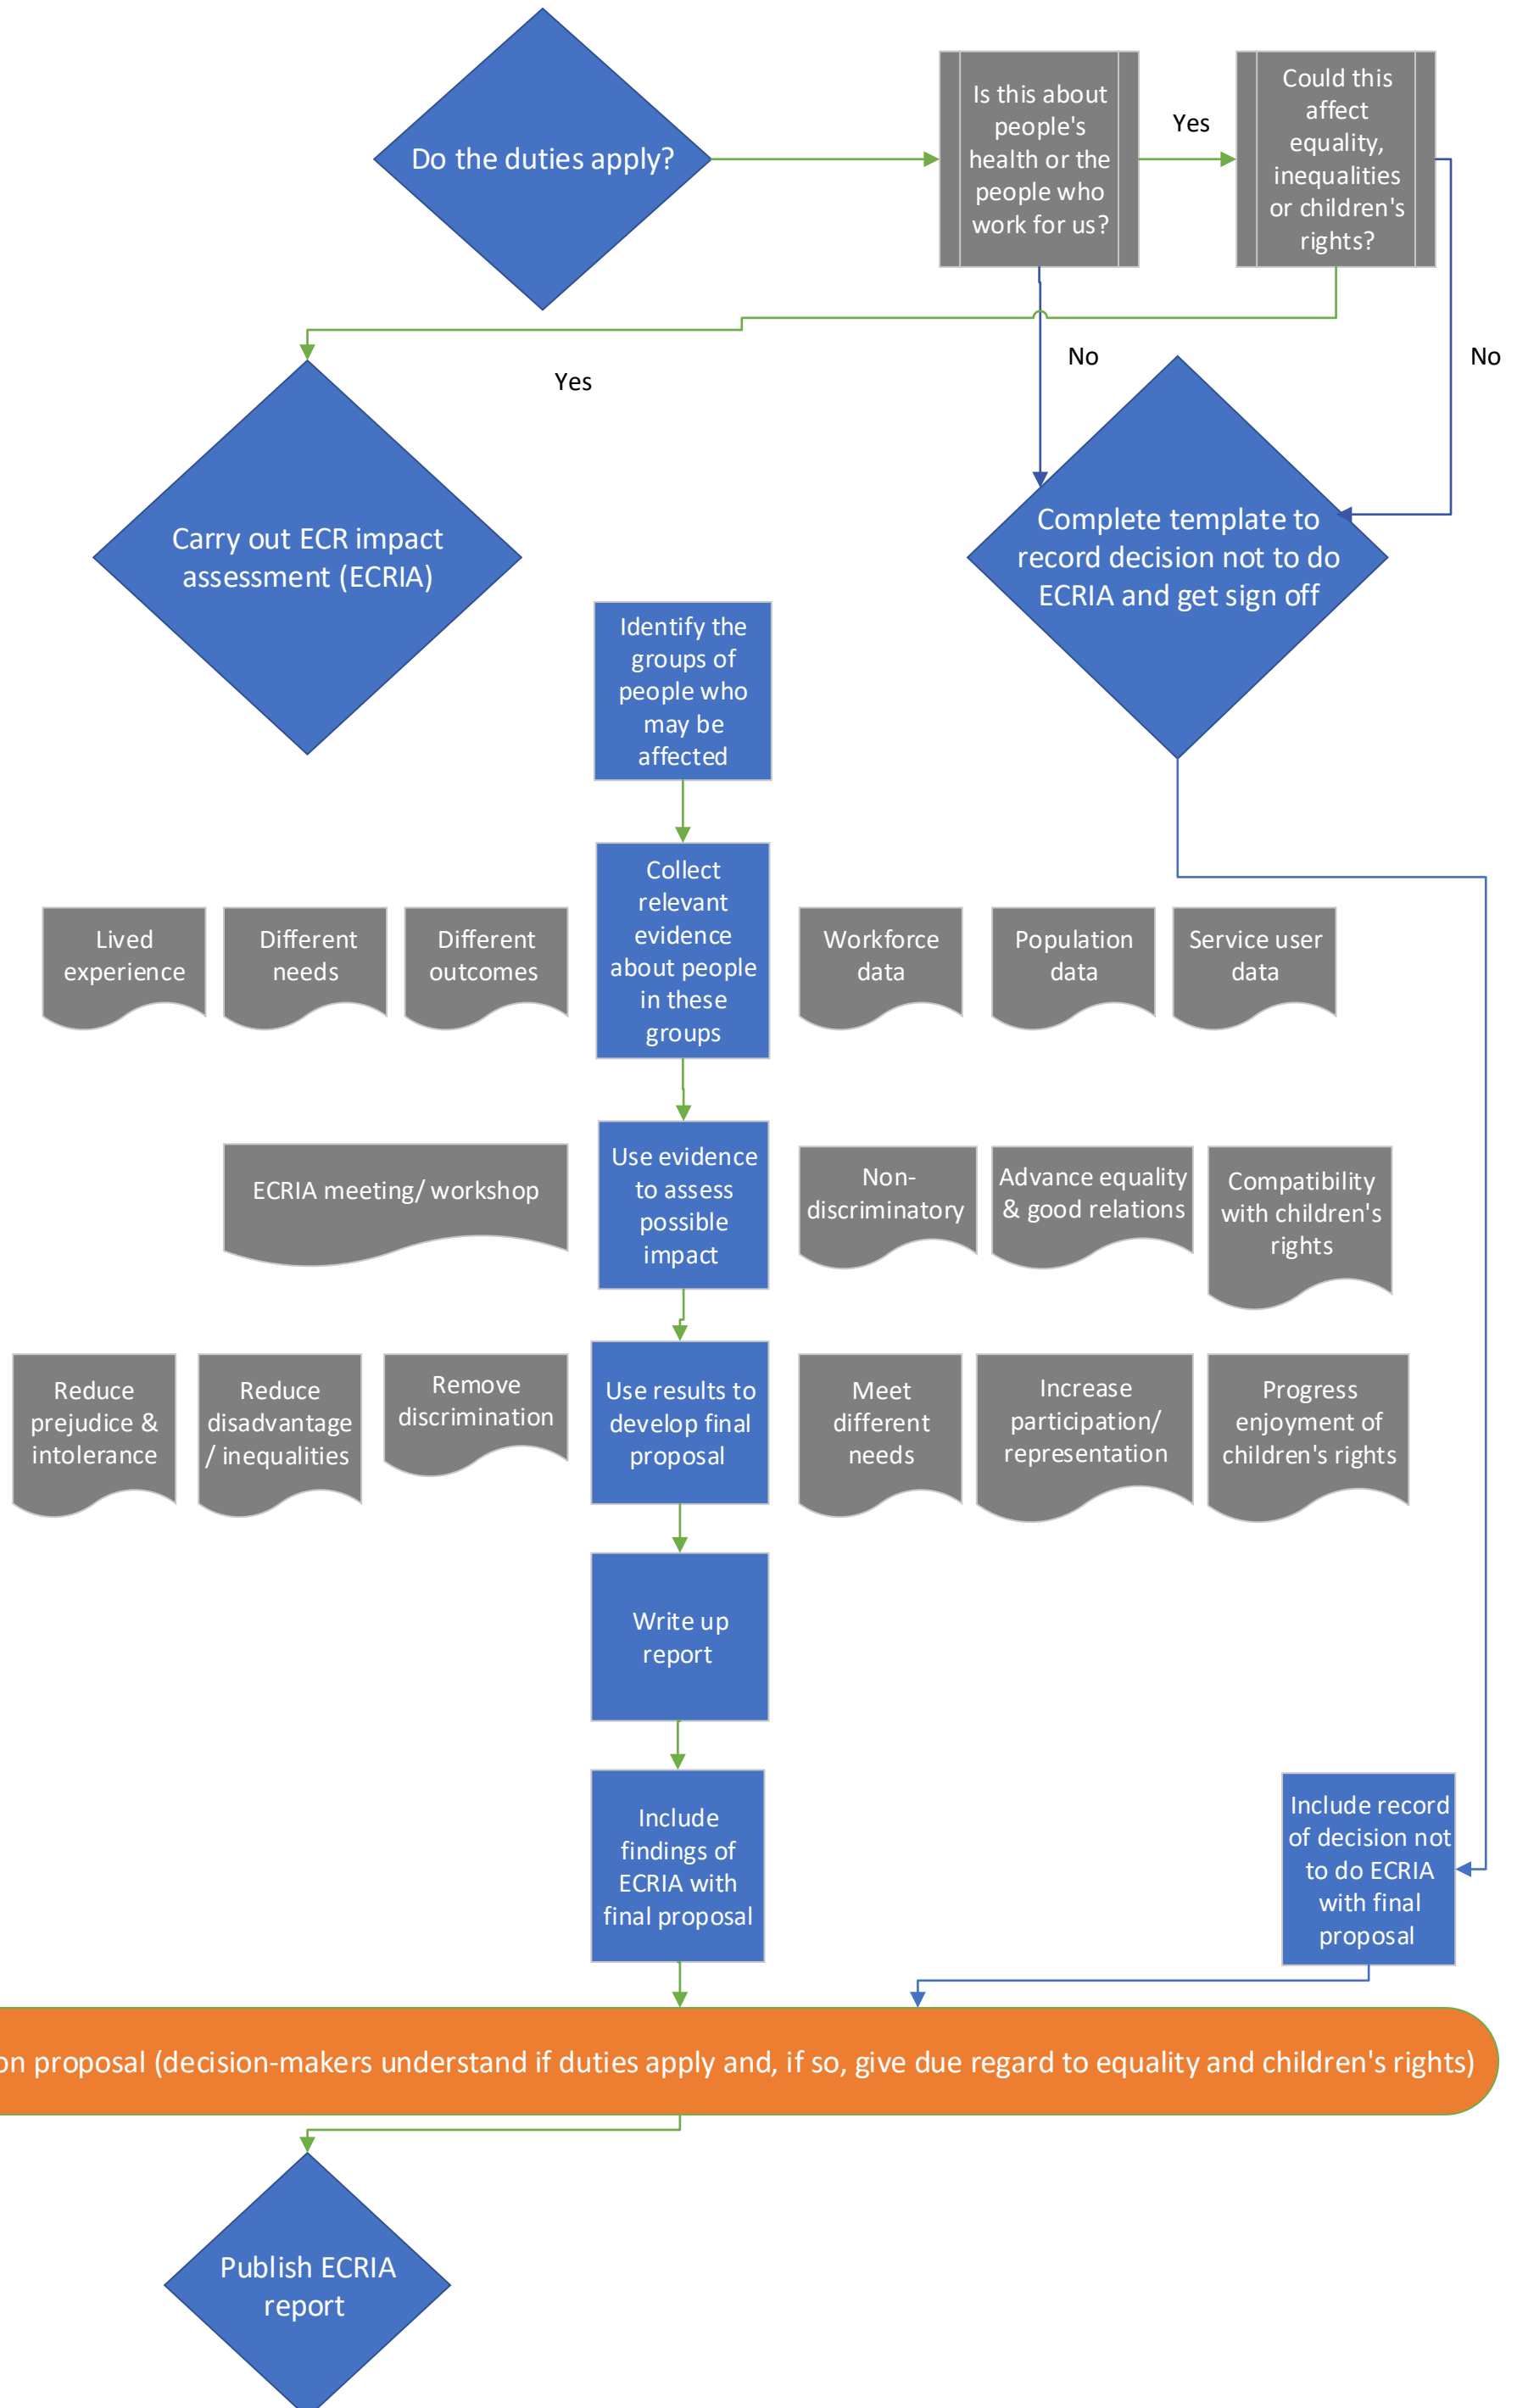 Do the duties apply?
Is this about
people's
health or the
people who
work for us?
Yes
Could this
affect
equality,
inequalities
or children's
rights?
No
No
Yes
Carry out ECR impact
assessment (ECRIA)
Complete template to
record decision not to do
ECRIA and get sign off
Identify the
groups of
people who
may be
affected
Lived
experience
Different
needs
Different
outcomes
Collect
relevant
evidence
about people
in these
groups
Workforce
data
Population
data
Service user
data
ECRIA meeting/ workshop
Use evidence
to assess
possible
impact
Non-
discriminatory
Advance equality
& good relations
Compatibility
with children's
rights
Reduce
prejudice &
intolerance
Reduce
disadvantage
/ inequalities
Remove
discrimination
Use results to
develop final
proposal
Meet
different
needs
Increase
participation/
representation
Progress
enjoyment of
children's rights
Write up
report
Include
findings of
ECRIA with
final proposal
Include record
of decision not
to do ECRIA
with final
proposal
on proposal (decision-makers understand if duties apply and, if so, give due regard to equality and children's rights)
Publish ECRIA
report